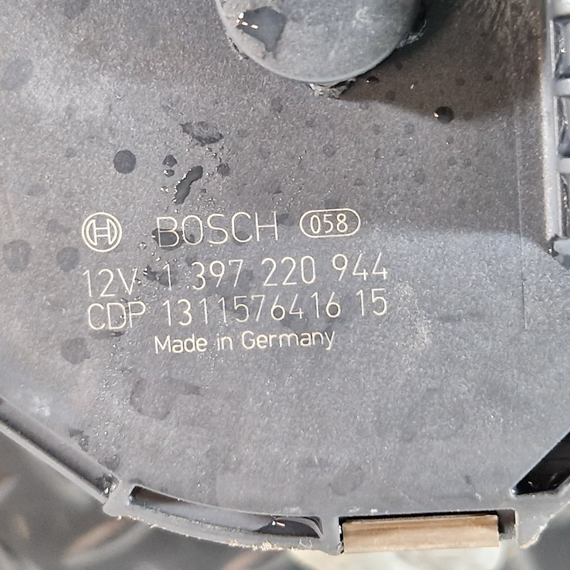 BOSCH 058
12V 1 397 220 944
CDP 1311576416 15
Made in Germany